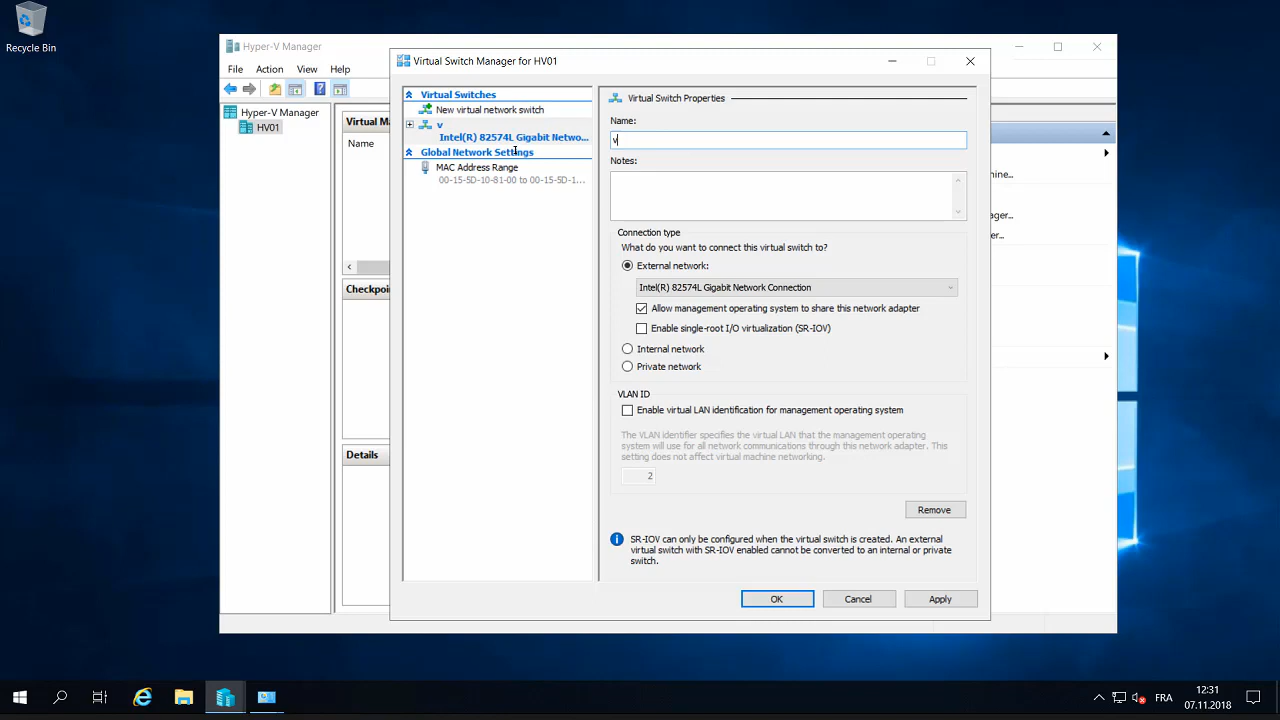 Recycle Bin
Hyper-V Manager
File Action View Help
Hyper-V Manager
HV01
Virtual M
Name
Checkpoi
Details
ine...
ager...
er...
Virtual Switch Manager for HV01
Virtual Switches
New virtual network switch
v
Intel(R) 82574L Gigabit Netwo...
Global Network Settings
MAC Address Range
00-15-5D-10-81-00 to 00-15-5D-1...
Virtual Switch Properties
Name:
v
Notes:
Connection type
What do you want to connect this virtual switch to?
External network:
Intel(R) 82574L Gigabit Network Connection
Allow management operating system to share this network adapter
Enable single-root I/O virtualization (SR-IOV)
Internal network
Private network
VLAN ID
Enable virtual LAN identification for management operating system
The VLAN identifier specifies the virtual LAN that the management operating
system will use for all network communications through this network adapter. This
setting does not affect virtual machine networking.
2
Remove
SR-IOV can only be configured when the virtual switch is created. An external
virtual switch with SR-IOV enabled cannot be converted to an internal or private
switch.
OK Cancel Apply
FRA
12:31
07.11.2018